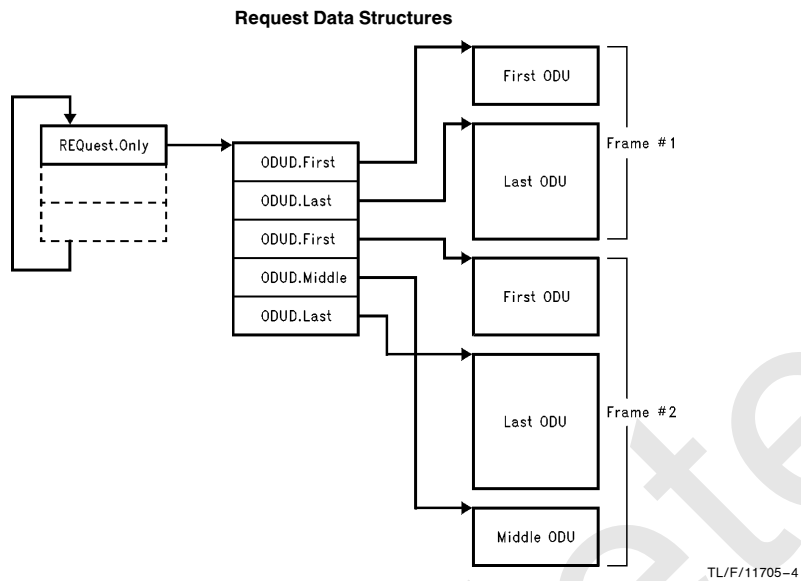 Request Data Structures
REQuest.Only
ODUD.First
ODUD.Last
ODUD.First
ODUD.Middle
ODUD.Last
First ODU
Last ODU
Frame #1
First ODU
Last ODU
Frame #2
Middle ODU
TL/F/11705–4
ete